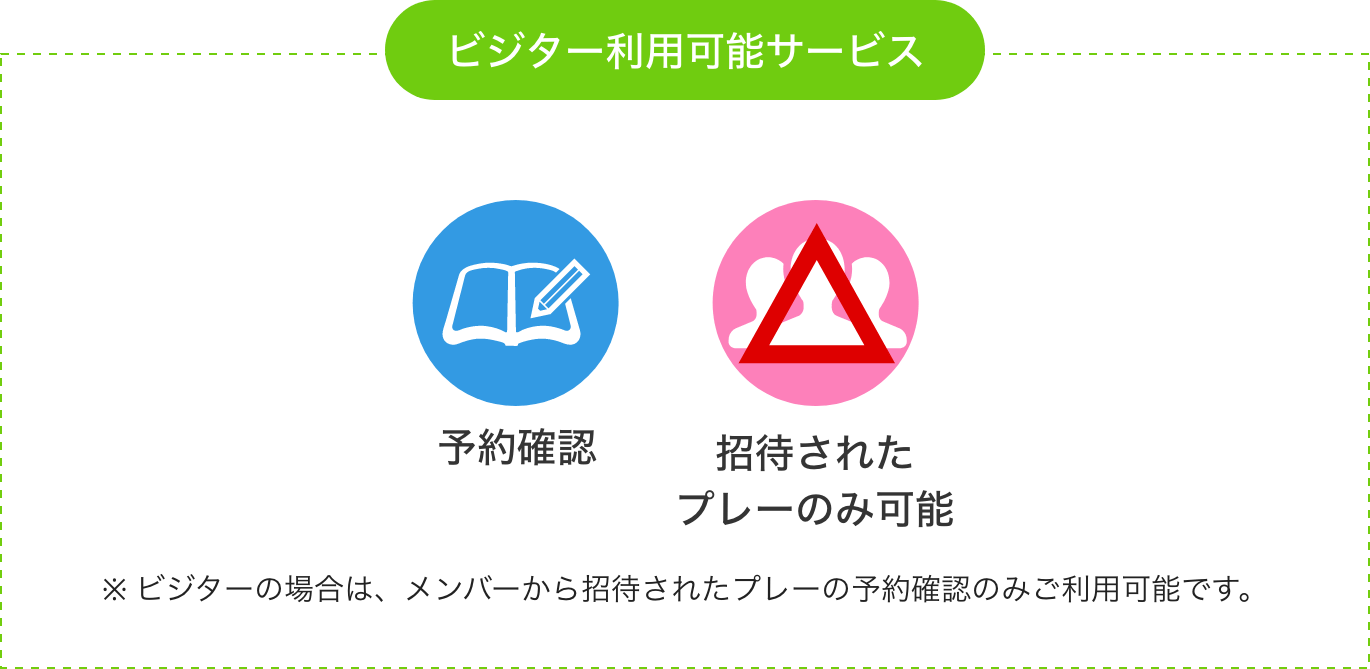 ビジター利用可能サービス
予約確認
招待された
プレーのみ可能
※ ビジターの場合は、メンバーから招待されたプレーの予約確認のみご利用可能です。